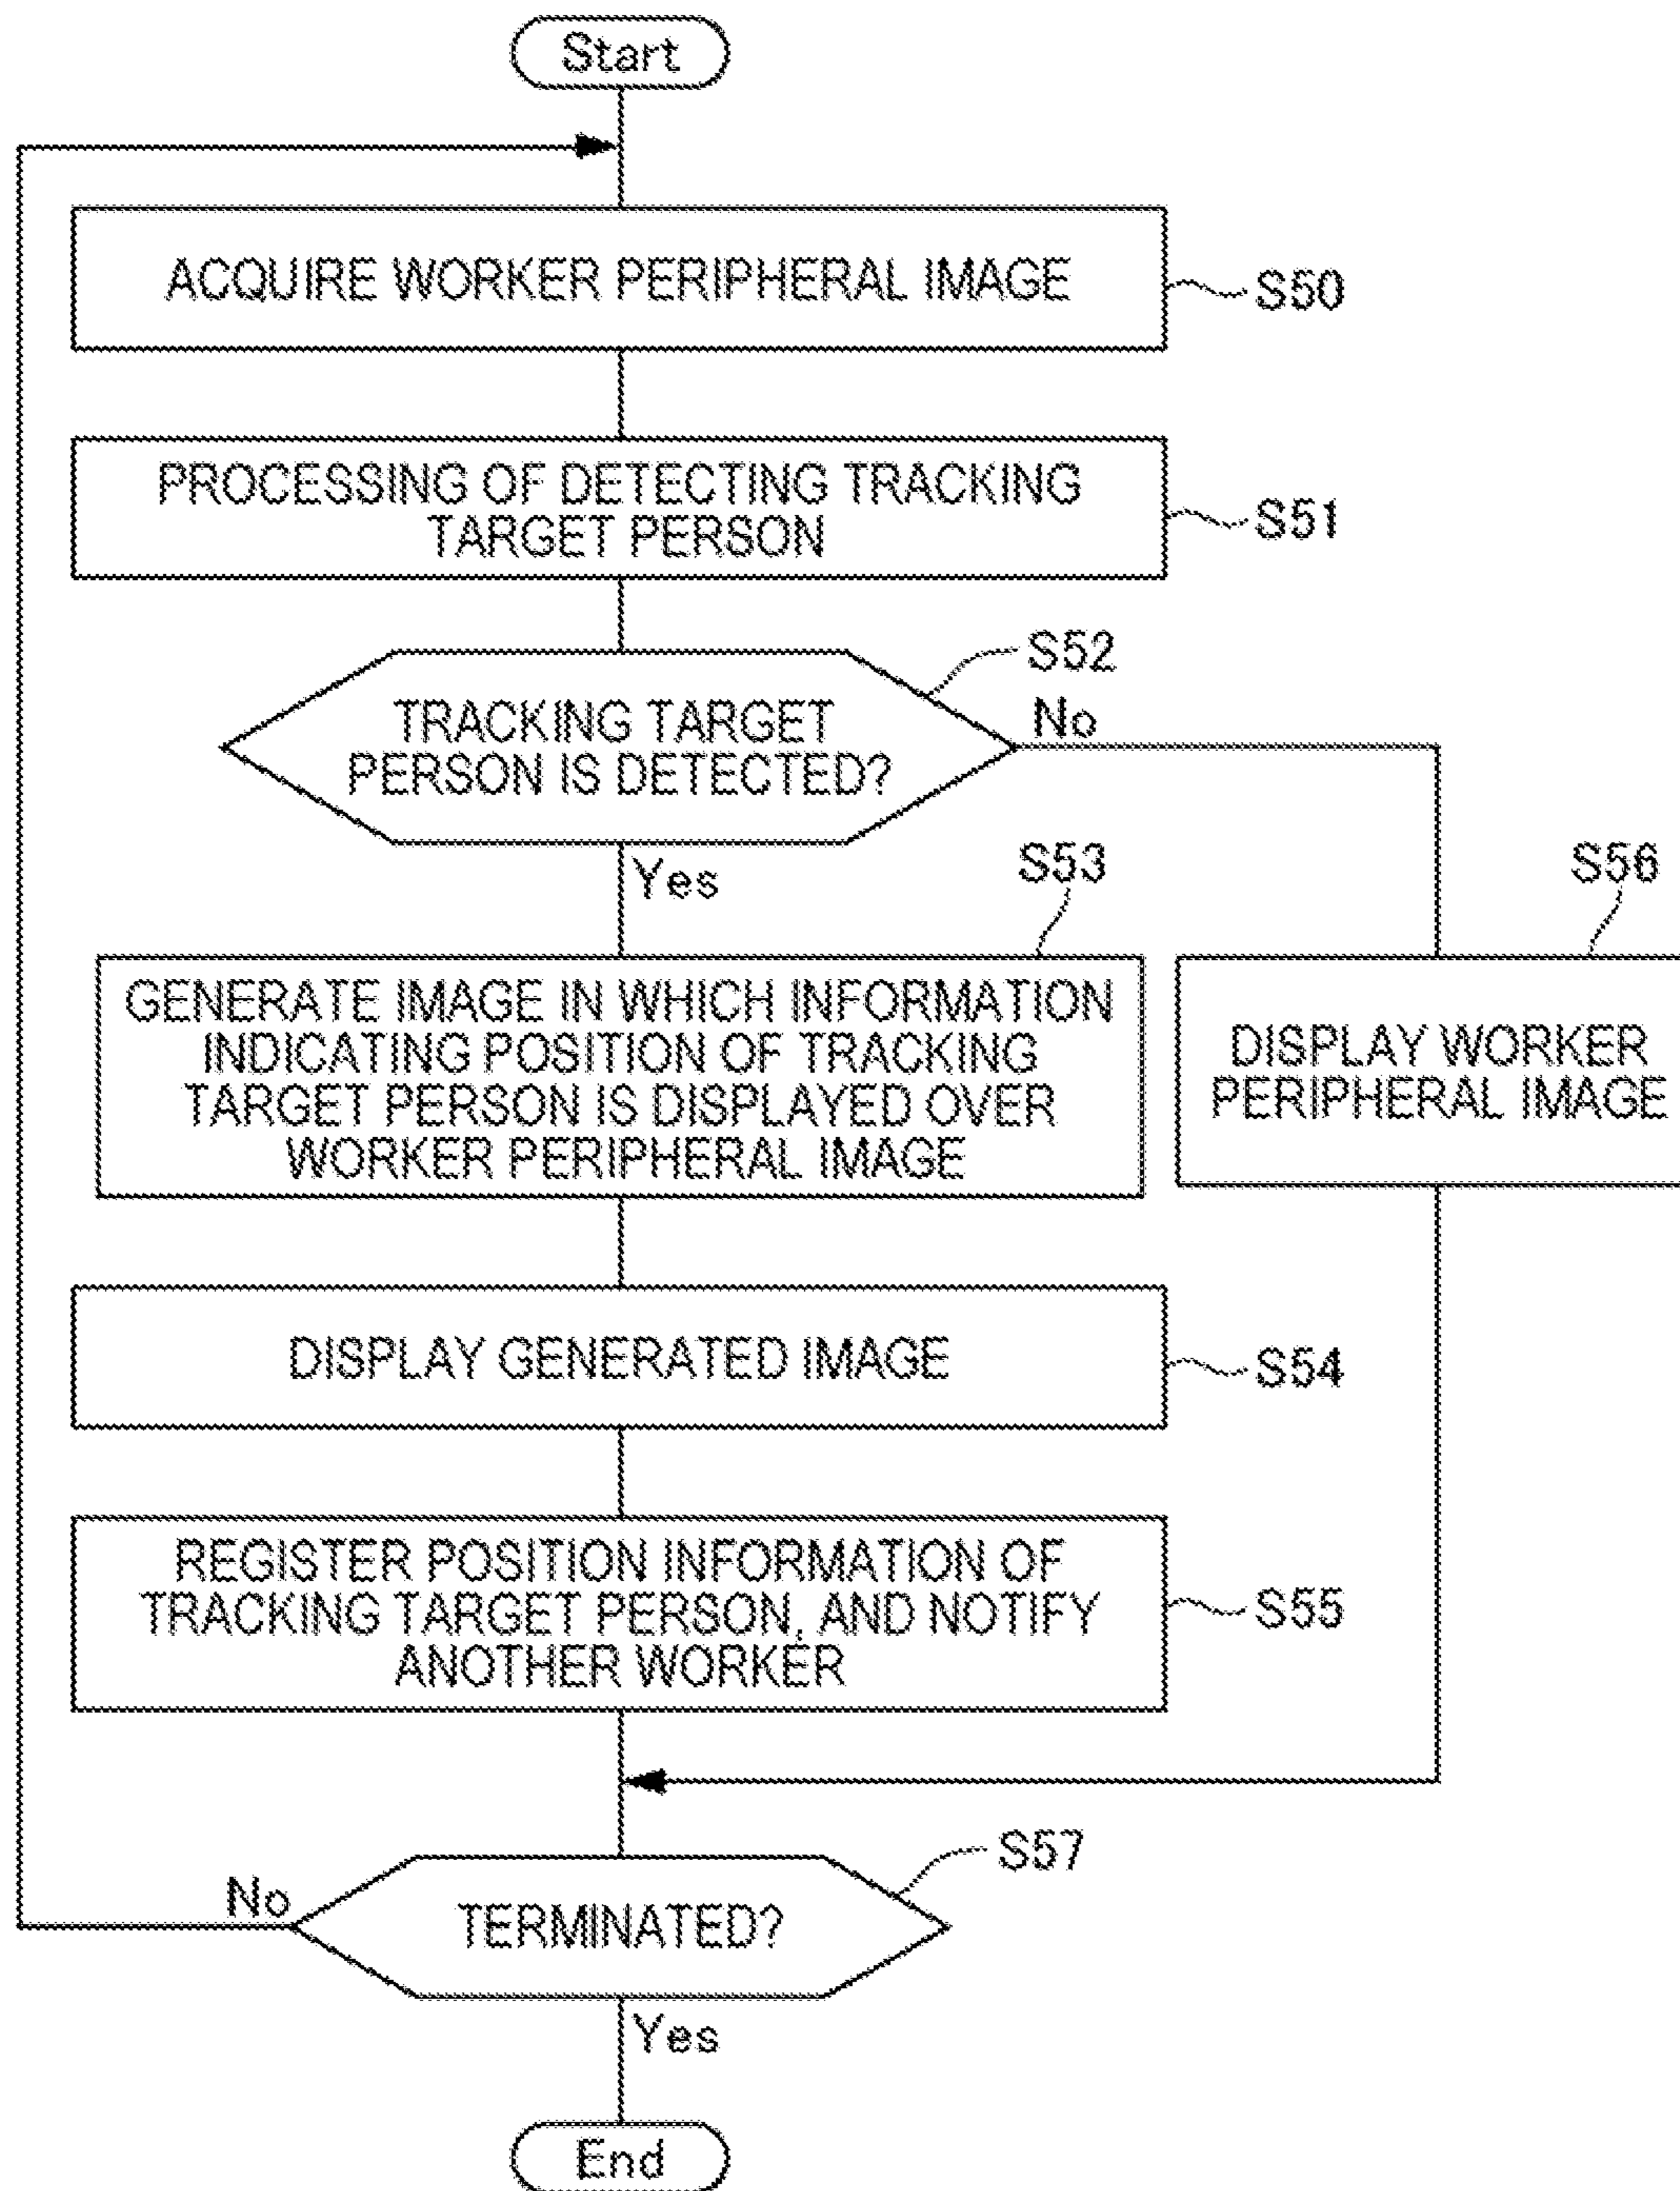 Start
ACQUIRE WORKER PERIPHERAL IMAGE
S50
PROCESSING OF DETECTING TRACKING
TARGET PERSON
S51
S52
TRACKING TARGET
PERSON IS DETECTED?
No
Yes
S53
S56
GENERATE IMAGE IN WHICH INFORMATION
INDICATING POSITION OF TRACKING
TARGET PERSON IS DISPLAYED OVER
WORKER PERIPHERAL IMAGE
DISPLAY WORKER
PERIPHERAL IMAGE
DISPLAY GENERATED IMAGE
S54
REGISTER POSITION INFORMATION OF
TRACKING TARGET PERSON, AND NOTIFY
ANOTHER WORKER
S55
S57
No
TERMINATED?
Yes
End